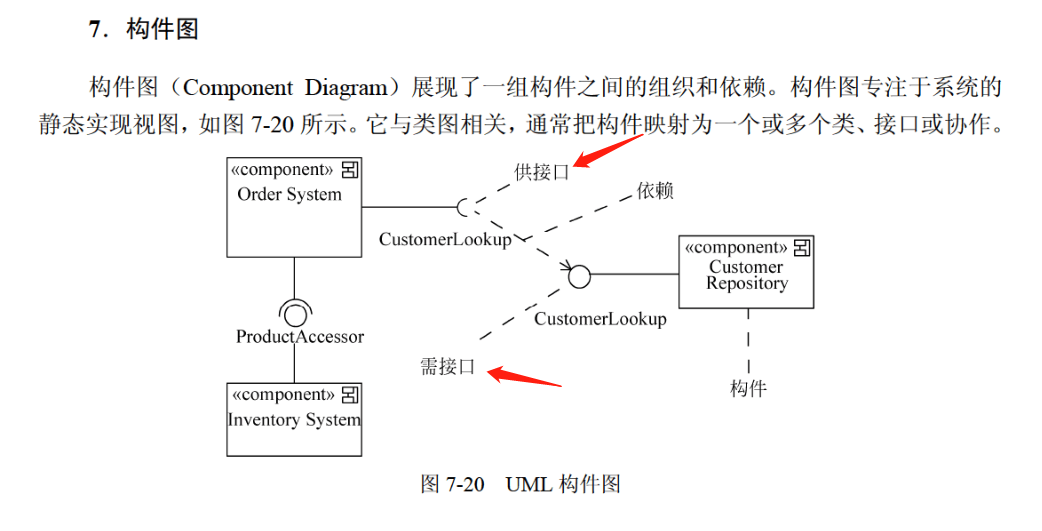 7. 构件图
构件图（Component Diagram）展现了一组构件之间的组织和依赖。构件图专注于系统的
静态实现视图，如图 7-20 所示。它与类图相关，通常把构件映射为一个或多个类、接口或协作。
«component»
Order System
供接口
依赖
CustomerLookup
«component»
Customer
Repository
CustomerLookup
ProductAccessor
需接口
构件
«component»
Inventory System
图 7-20 UML 构件图